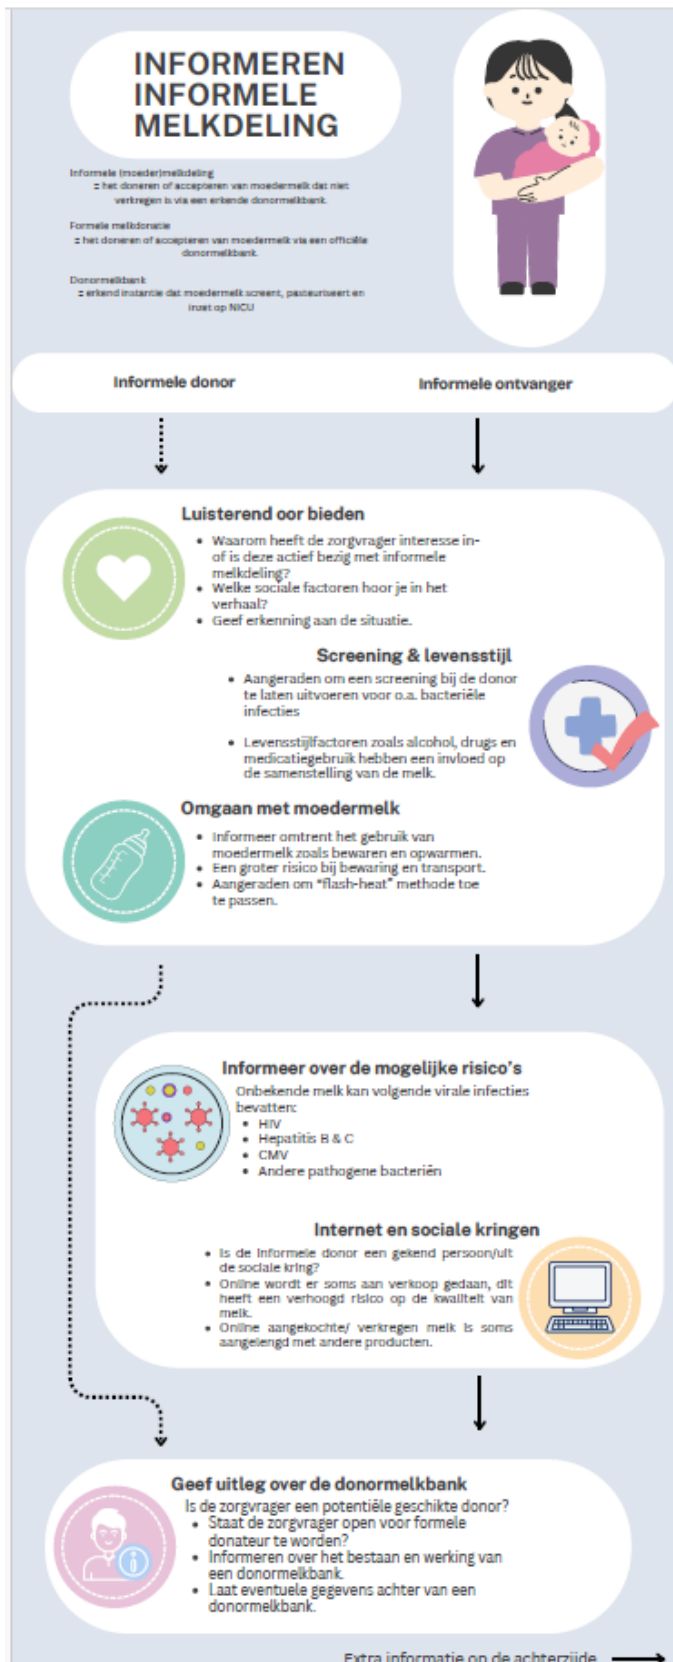 INFORMEREN
INFORMELE
MELKDELING
Informele (moeder)melkdeling
= het doneren of accepteren van moedermelk dat niet
verkregen is via een erkende donormelkbank.
Formele melkdonatie
= het doneren of accepteren van moedermelk via een officiële
donormelkbank.
Donormelkbank
= erkend instantie dat moedermelk screent, pasteuriseert en
inzet op NICU
Informele donor
Informele ontvanger
Luisterend oor bieden
• Waarom heeft de zorgvrager interesse in-
of is deze actief bezig met informele
melkdeling?
• Welke sociale factoren hoor je in het
verhaal?
• Geef erkenning aan de situatie.
Screening & levensstijl
• Aangeraden om een screening bij de donor
te laten uitvoeren voor o.a. bacteriële
infecties
• Levensstijlfactoren zoals alcohol, drugs en
medicatiegebruik hebben een invloed op
de samenstelling van de melk.
Omgaan met moedermelk
• Informeer omtrent het gebruik van
moedermelk zoals bewaren en opwarmen.
• Een groter risico bij bewaring en transport.
• Aangeraden om “flash-heat” methode toe
te passen.
Informeer over de mogelijke risico’s
Onbekende melk kan volgende virale infecties
bevatten:
• HIV
• Hepatitis B & C
• CMV
• Andere pathogene bacteriën
Internet en sociale kringen
• Is de informele donor een gekend persoon/uit
de sociale kring?
• Online wordt er soms aan verkoop gedaan, dit
heeft een verhoogd risico op de kwaliteit van
melk.
• Online aangekochte/ verkregen melk is soms
aangelengd met andere producten.
Geef uitleg over de donormelkbank
Is de zorgvrager een potentiële geschikte donor?
• Staat de zorgvrager open voor formele
donateur te worden?
• Informeren over het bestaan en werking van
een donormelkbank.
• Laat eventuele gegevens achter van een
donormelkbank.
Extra informatie op de achterzijde